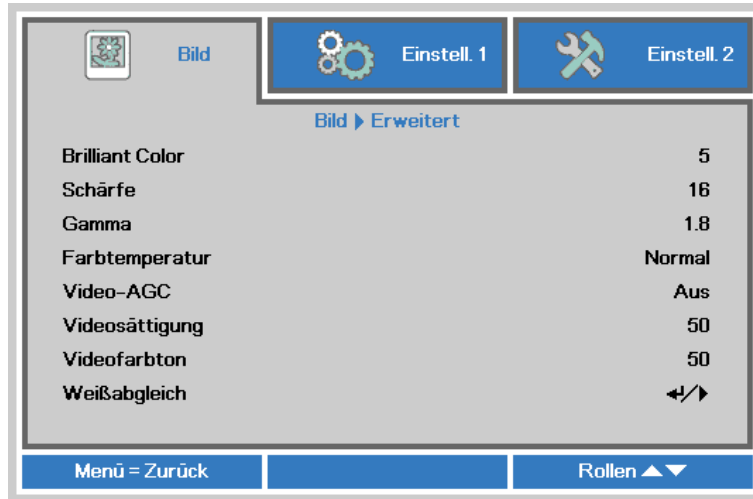 Bild
Einstell. 1
Einstell. 2
Bild ▶ Erweitert
Brilliant Color 5
Schärfe 16
Gamma 1.8
Farbtemperatur Normal
Video-AGC Aus
Videosättigung 50
Videofarbton 50
Weißabgleich ↵/▶
Menü = Zurück
Rollen ▲▼